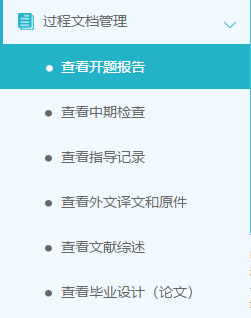 过程文档管理
查看开题报告
查看中期检查
查看指导记录
查看外文译文和原件
查看文献综述
查看毕业设计（论文）